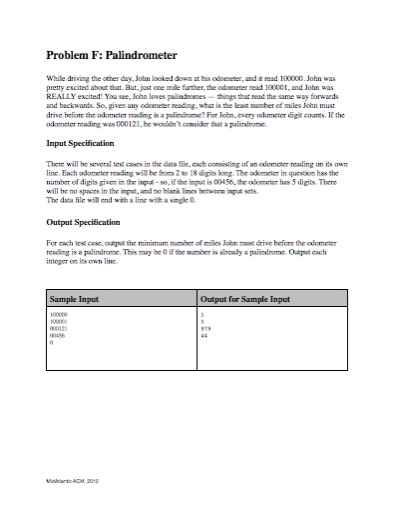 Problem F: Palindrometer
While driving the other day, John looked down at his odometer, and it read 100000. John was
pretty excited about that. But, just one mile further, the odometer read 100001, and John was
REALLY excited! You see, John loves palindromes — things that read the same way forwards
and backwards. So, given any odometer reading, what is the least number of miles John must
drive before the odometer reading is a palindrome? For John, every odometer digit counts. If the
odometer reading was 000121, he wouldn't consider that a palindrome.
Input Specification
There will be several test cases in the data file, each consisting of an odometer reading on its own
line. Each odometer reading will be from 2 to 18 digits long. The odometer in question has the
number of digits given in the input - so, if the input is 00456, the odometer has 5 digits. There
will be no spaces in the input, and no blank lines between input sets.
The data file will end with a line with a single 0.
Output Specification
For each test case, output the minimum number of miles John must drive before the odometer
reading is a palindrome. This may be 0 if the number is already a palindrome. Output each
integer on its own line.
Sample Input
Output for Sample Input
100000
100001
000121
00456
0
1
0
979
44
MidAtlantic ACM, 2010